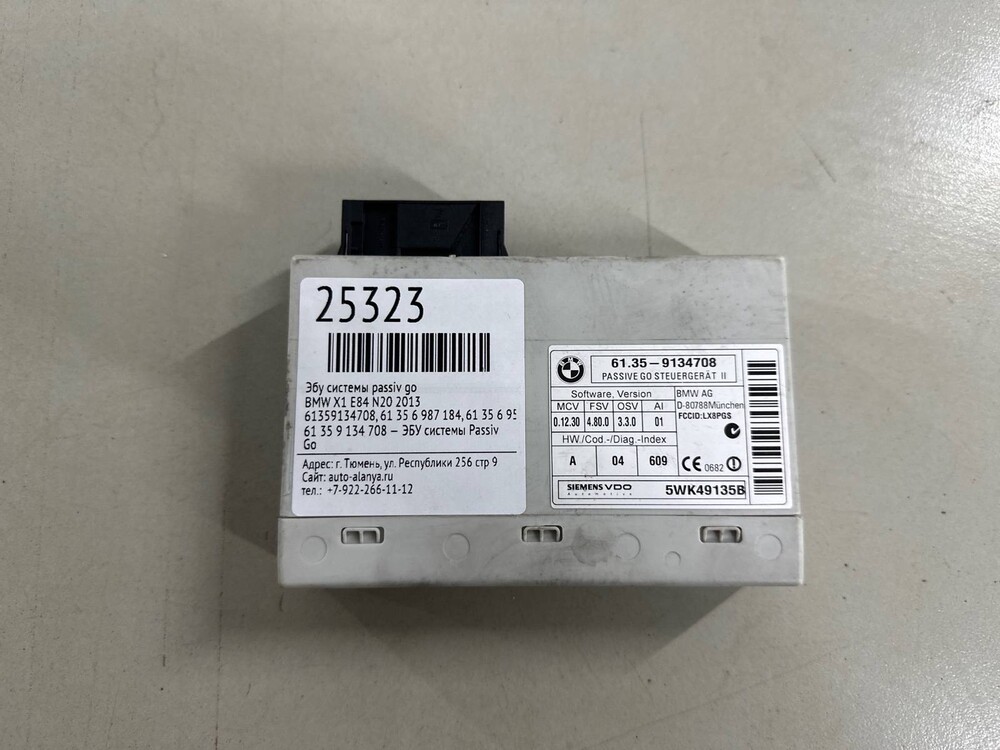 25323
Эбу системы passiv go
BMW X1 E84 N20 2013
61359134708,61 35 6 987 184,61 35 6 95
61 35 9 134 708 – ЭБУ системы Passiv
Go
Адрес: г. Тюмень, ул. Республики 256 стр 9
Сайт: auto-alanya.ru
тел.: +7-922-266-11-12
BMW
61.35–9134708
PASSIVE GO STEUERGERÄT II
Software, Version
MCV FSV OSV AI
0.12.30 4.80.0 3.3.0 01
HW./Cod.-/Diag.-Index
A 04 609
BMW AG
D-80788München
FCCID:LX8PGS
CE 0682
SIEMENS VDO
Automotive
5WK49135B